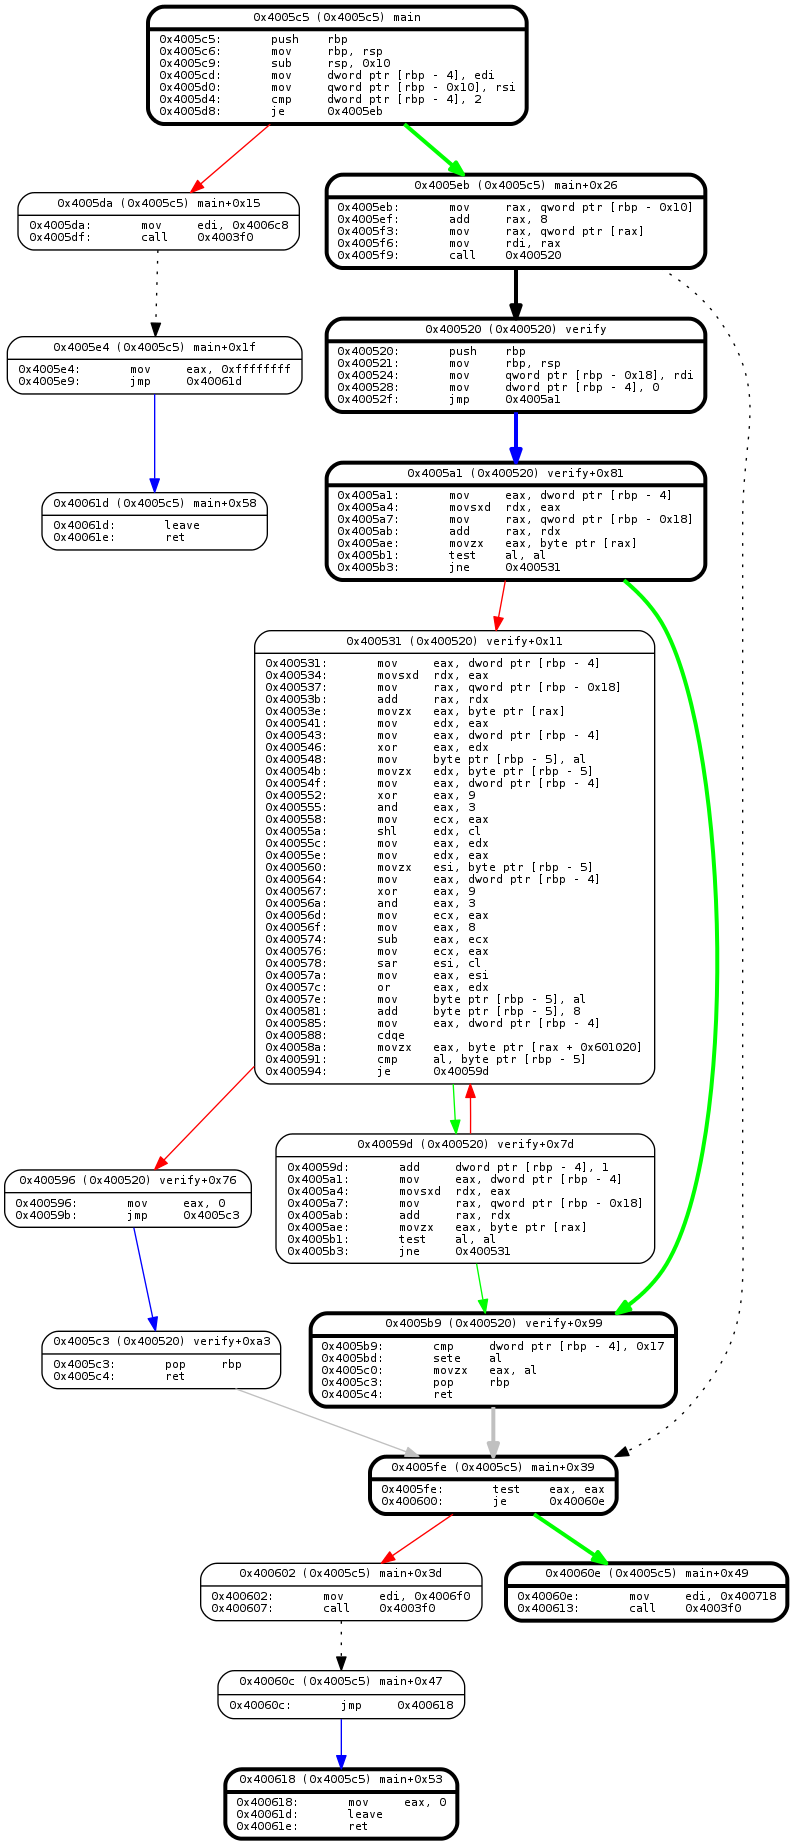 0x4005c5 (0x4005c5) main
0x4005c5: push rbp
0x4005c6: mov rbp, rsp
0x4005c9: sub rsp, 0x10
0x4005cd: mov dword ptr [rbp - 4], edi
0x4005d0: mov qword ptr [rbp - 0x10], rsi
0x4005d4: cmp dword ptr [rbp - 4], 2
0x4005d8: je 0x4005eb
0x4005da (0x4005c5) main+0x15
0x4005da: mov edi, 0x4006c8
0x4005df: call 0x4003f0
0x4005eb (0x4005c5) main+0x26
0x4005eb: mov rax, qword ptr [rbp - 0x10]
0x4005ef: add rax, 8
0x4005f3: mov rax, qword ptr [rax]
0x4005f6: mov rdi, rax
0x4005f9: call 0x400520
0x4005e4 (0x4005c5) main+0x1f
0x4005e4: mov eax, 0xffffffff
0x4005e9: jmp 0x40061d
0x400520 (0x400520) verify
0x400520: push rbp
0x400521: mov rbp, rsp
0x400524: mov qword ptr [rbp - 0x18], rdi
0x400528: mov dword ptr [rbp - 4], 0
0x40052f: jmp 0x4005a1
0x40061d (0x4005c5) main+0x58
0x40061d: leave
0x40061e: ret
0x4005a1 (0x400520) verify+0x81
0x4005a1: mov eax, dword ptr [rbp - 4]
0x4005a4: movsxd rdx, eax
0x4005a7: mov rax, qword ptr [rbp - 0x18]
0x4005ab: add rax, rdx
0x4005ae: movzx eax, byte ptr [rax]
0x4005b1: test al, al
0x4005b3: jne 0x400531
0x400531 (0x400520) verify+0x11
0x400531: mov eax, dword ptr [rbp - 4]
0x400534: movsxd rdx, eax
0x400537: mov rax, qword ptr [rbp - 0x18]
0x40053b: add rax, rdx
0x40053e: movzx eax, byte ptr [rax]
0x400541: mov edx, eax
0x400543: mov eax, dword ptr [rbp - 4]
0x400546: xor eax, edx
0x400548: mov byte ptr [rbp - 5], al
0x40054b: movzx edx, byte ptr [rbp - 5]
0x40054f: mov eax, dword ptr [rbp - 4]
0x400552: xor eax, 9
0x400555: and eax, 3
0x400558: mov ecx, eax
0x40055a: shl edx, cl
0x40055c: mov eax, edx
0x40055e: mov edx, eax
0x400560: movzx esi, byte ptr [rbp - 5]
0x400564: mov eax, dword ptr [rbp - 4]
0x400567: xor eax, 9
0x40056a: and eax, 3
0x40056d: mov ecx, eax
0x40056f: mov eax, 8
0x400574: sub eax, ecx
0x400576: mov ecx, eax
0x400578: sar esi, cl
0x40057a: mov eax, esi
0x40057c: or eax, edx
0x40057e: mov byte ptr [rbp - 5], al
0x400581: add byte ptr [rbp - 5], 8
0x400585: mov eax, dword ptr [rbp - 4]
0x400588: cdqe
0x40058a: movzx eax, byte ptr [rax + 0x601020]
0x400591: cmp al, byte ptr [rbp - 5]
0x400594: je 0x40059d
0x40059d (0x400520) verify+0x7d
0x40059d: add dword ptr [rbp - 4], 1
0x4005a1: mov eax, dword ptr [rbp - 4]
0x4005a4: movsxd rdx, eax
0x4005a7: mov rax, qword ptr [rbp - 0x18]
0x4005ab: add rax, rdx
0x4005ae: movzx eax, byte ptr [rax]
0x4005b1: test al, al
0x4005b3: jne 0x400531
0x400596 (0x400520) verify+0x76
0x400596: mov eax, 0
0x40059b: jmp 0x4005c3
0x4005b9 (0x400520) verify+0x99
0x4005b9: cmp dword ptr [rbp - 4], 0x17
0x4005bd: sete al
0x4005c0: movzx eax, al
0x4005c3: pop rbp
0x4005c4: ret
0x4005c3 (0x400520) verify+0xa3
0x4005c3: pop rbp
0x4005c4: ret
0x4005fe (0x4005c5) main+0x39
0x4005fe: test eax, eax
0x400600: je 0x40060e
0x400602 (0x4005c5) main+0x3d
0x400602: mov edi, 0x4006f0
0x400607: call 0x4003f0
0x40060e (0x4005c5) main+0x49
0x40060e: mov edi, 0x400718
0x400613: call 0x4003f0
0x40060c (0x4005c5) main+0x47
0x40060c: jmp 0x400618
0x400618 (0x4005c5) main+0x53
0x400618: mov eax, 0
0x40061d: leave
0x40061e: ret